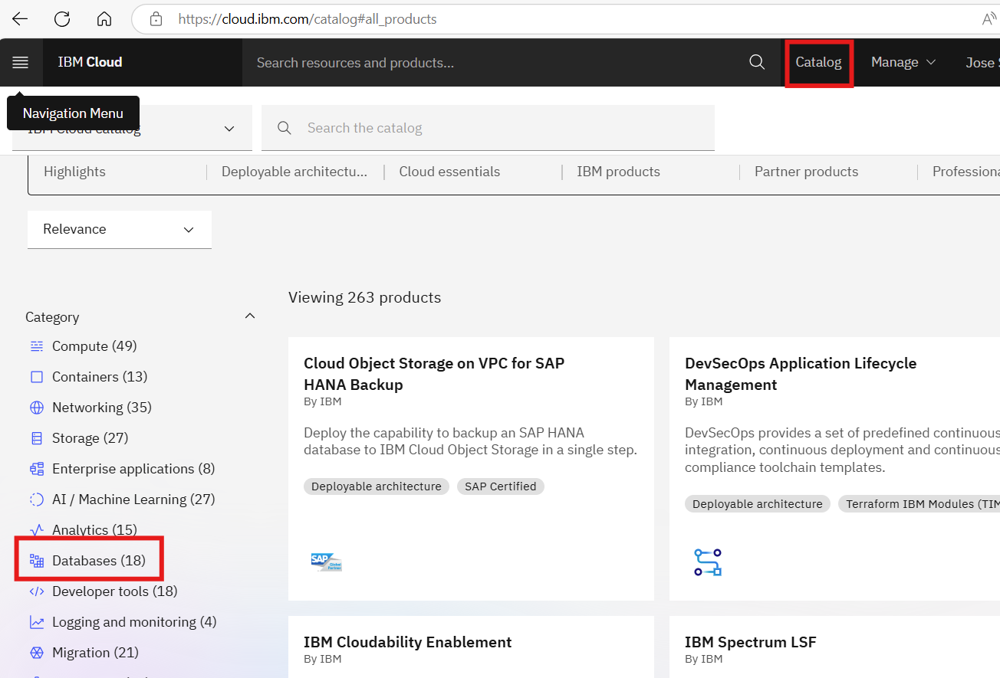 https://cloud.ibm.com/catalog#all_products
IBM Cloud
Search resources and products...
Catalog
Manage
Jose
Navigation Menu
IBM Cloud catalog
Search the catalog
Highlights
Deployable architectu...
Cloud essentials
IBM products
Partner products
Professiona
Relevance
Viewing 263 products
Category
Compute (49)
Containers (13)
Networking (35)
Storage (27)
Enterprise applications (8)
AI / Machine Learning (27)
Analytics (15)
Databases (18)
Developer tools (18)
Logging and monitoring (4)
Migration (21)
Cloud Object Storage on VPC for SAP
HANA Backup
By IBM
Deploy the capability to backup an SAP HANA
database to IBM Cloud Object Storage in a single step.
Deployable architecture
SAP Certified
SAP
Global
Partner
DevSecOps Application Lifecycle
Management
By IBM
DevSecOps provides a set of predefined continuous
integration, continuous deployment and continuous
compliance toolchain templates.
Deployable architecture
Terraform IBM Modules (TIM
IBM Cloudability Enablement
By IBM
IBM Spectrum LSF
By IBM